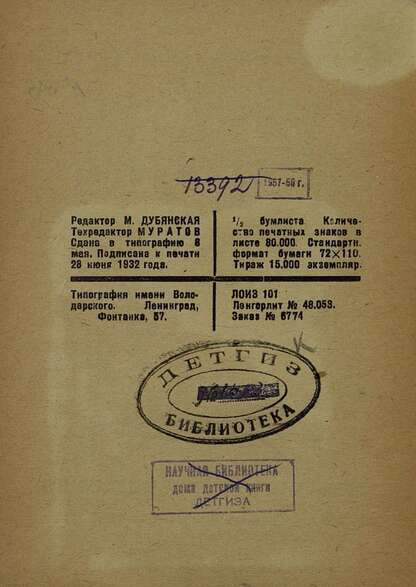 13392
1957-60 г.
Редактор М. ДУБЯНСКАЯ
Техредактор МУРАТОВ
Сдана в типографию 8
мая. Подписана к печати
28 июня 1932 года.
1/2 бумлиста. Количе-
ство печатных знаков в
листе 80.000. Стандартн.
формат бумаги 72×110.
Тираж 15.000 экземпляр.
Типография имени Воло-
дарского. Ленинград,
Фонтанка, 57.
ЛОИЗ 101
Ленгорлит № 48.053.
Заказ № 6774
К
ДЕТГИЗ
БИБЛИОТЕКА
НАУЧНАЯ БИБЛИОТЕКА
дома детской книги
ДЕТГИЗА